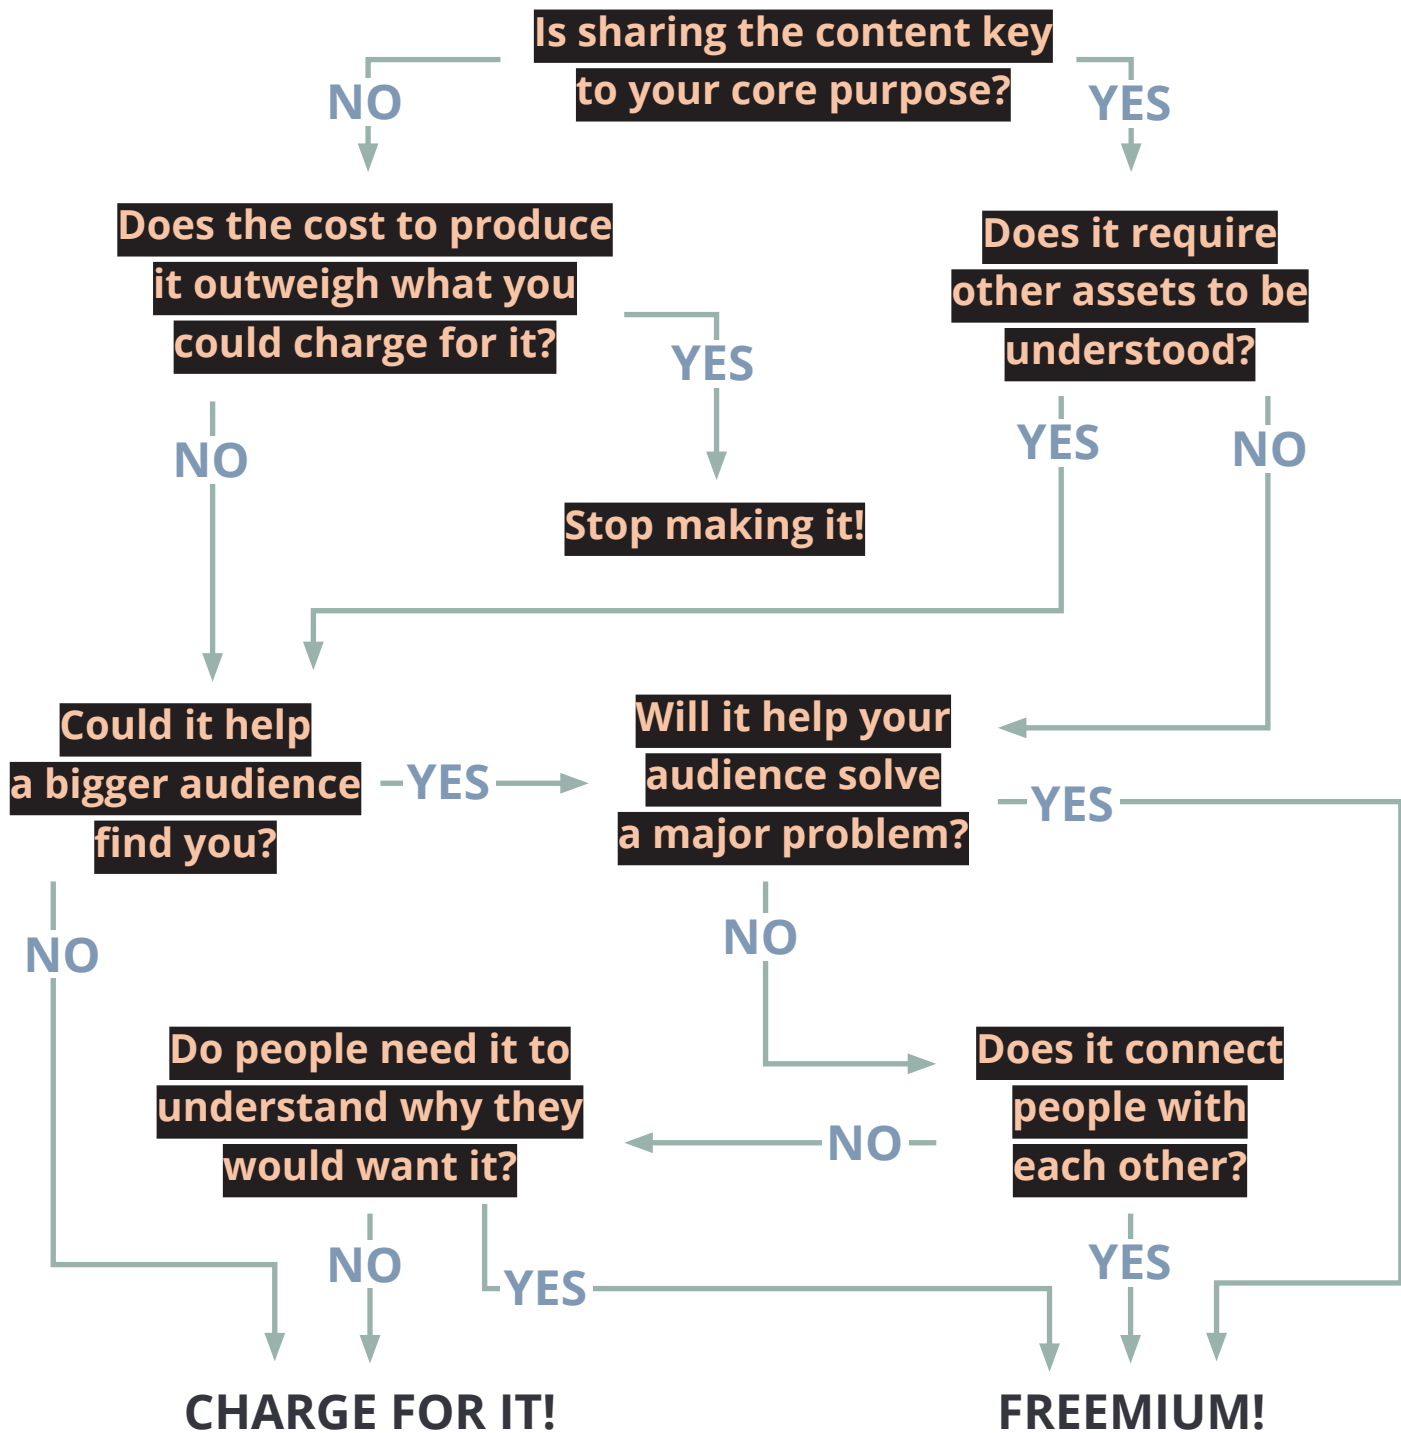 Is sharing the content key
to your core purpose?
NO
YES
Does the cost to produce
it outweigh what you
could charge for it?
Does it require
other assets to be
understood?
YES
NO
YES
NO
Stop making it!
Could it help
a bigger audience
find you?
YES
Will it help your
audience solve
a major problem?
YES
NO
NO
Do people need it to
understand why they
would want it?
NO
Does it connect
people with
each other?
NO
YES
YES
CHARGE FOR IT!
FREEMIUM!